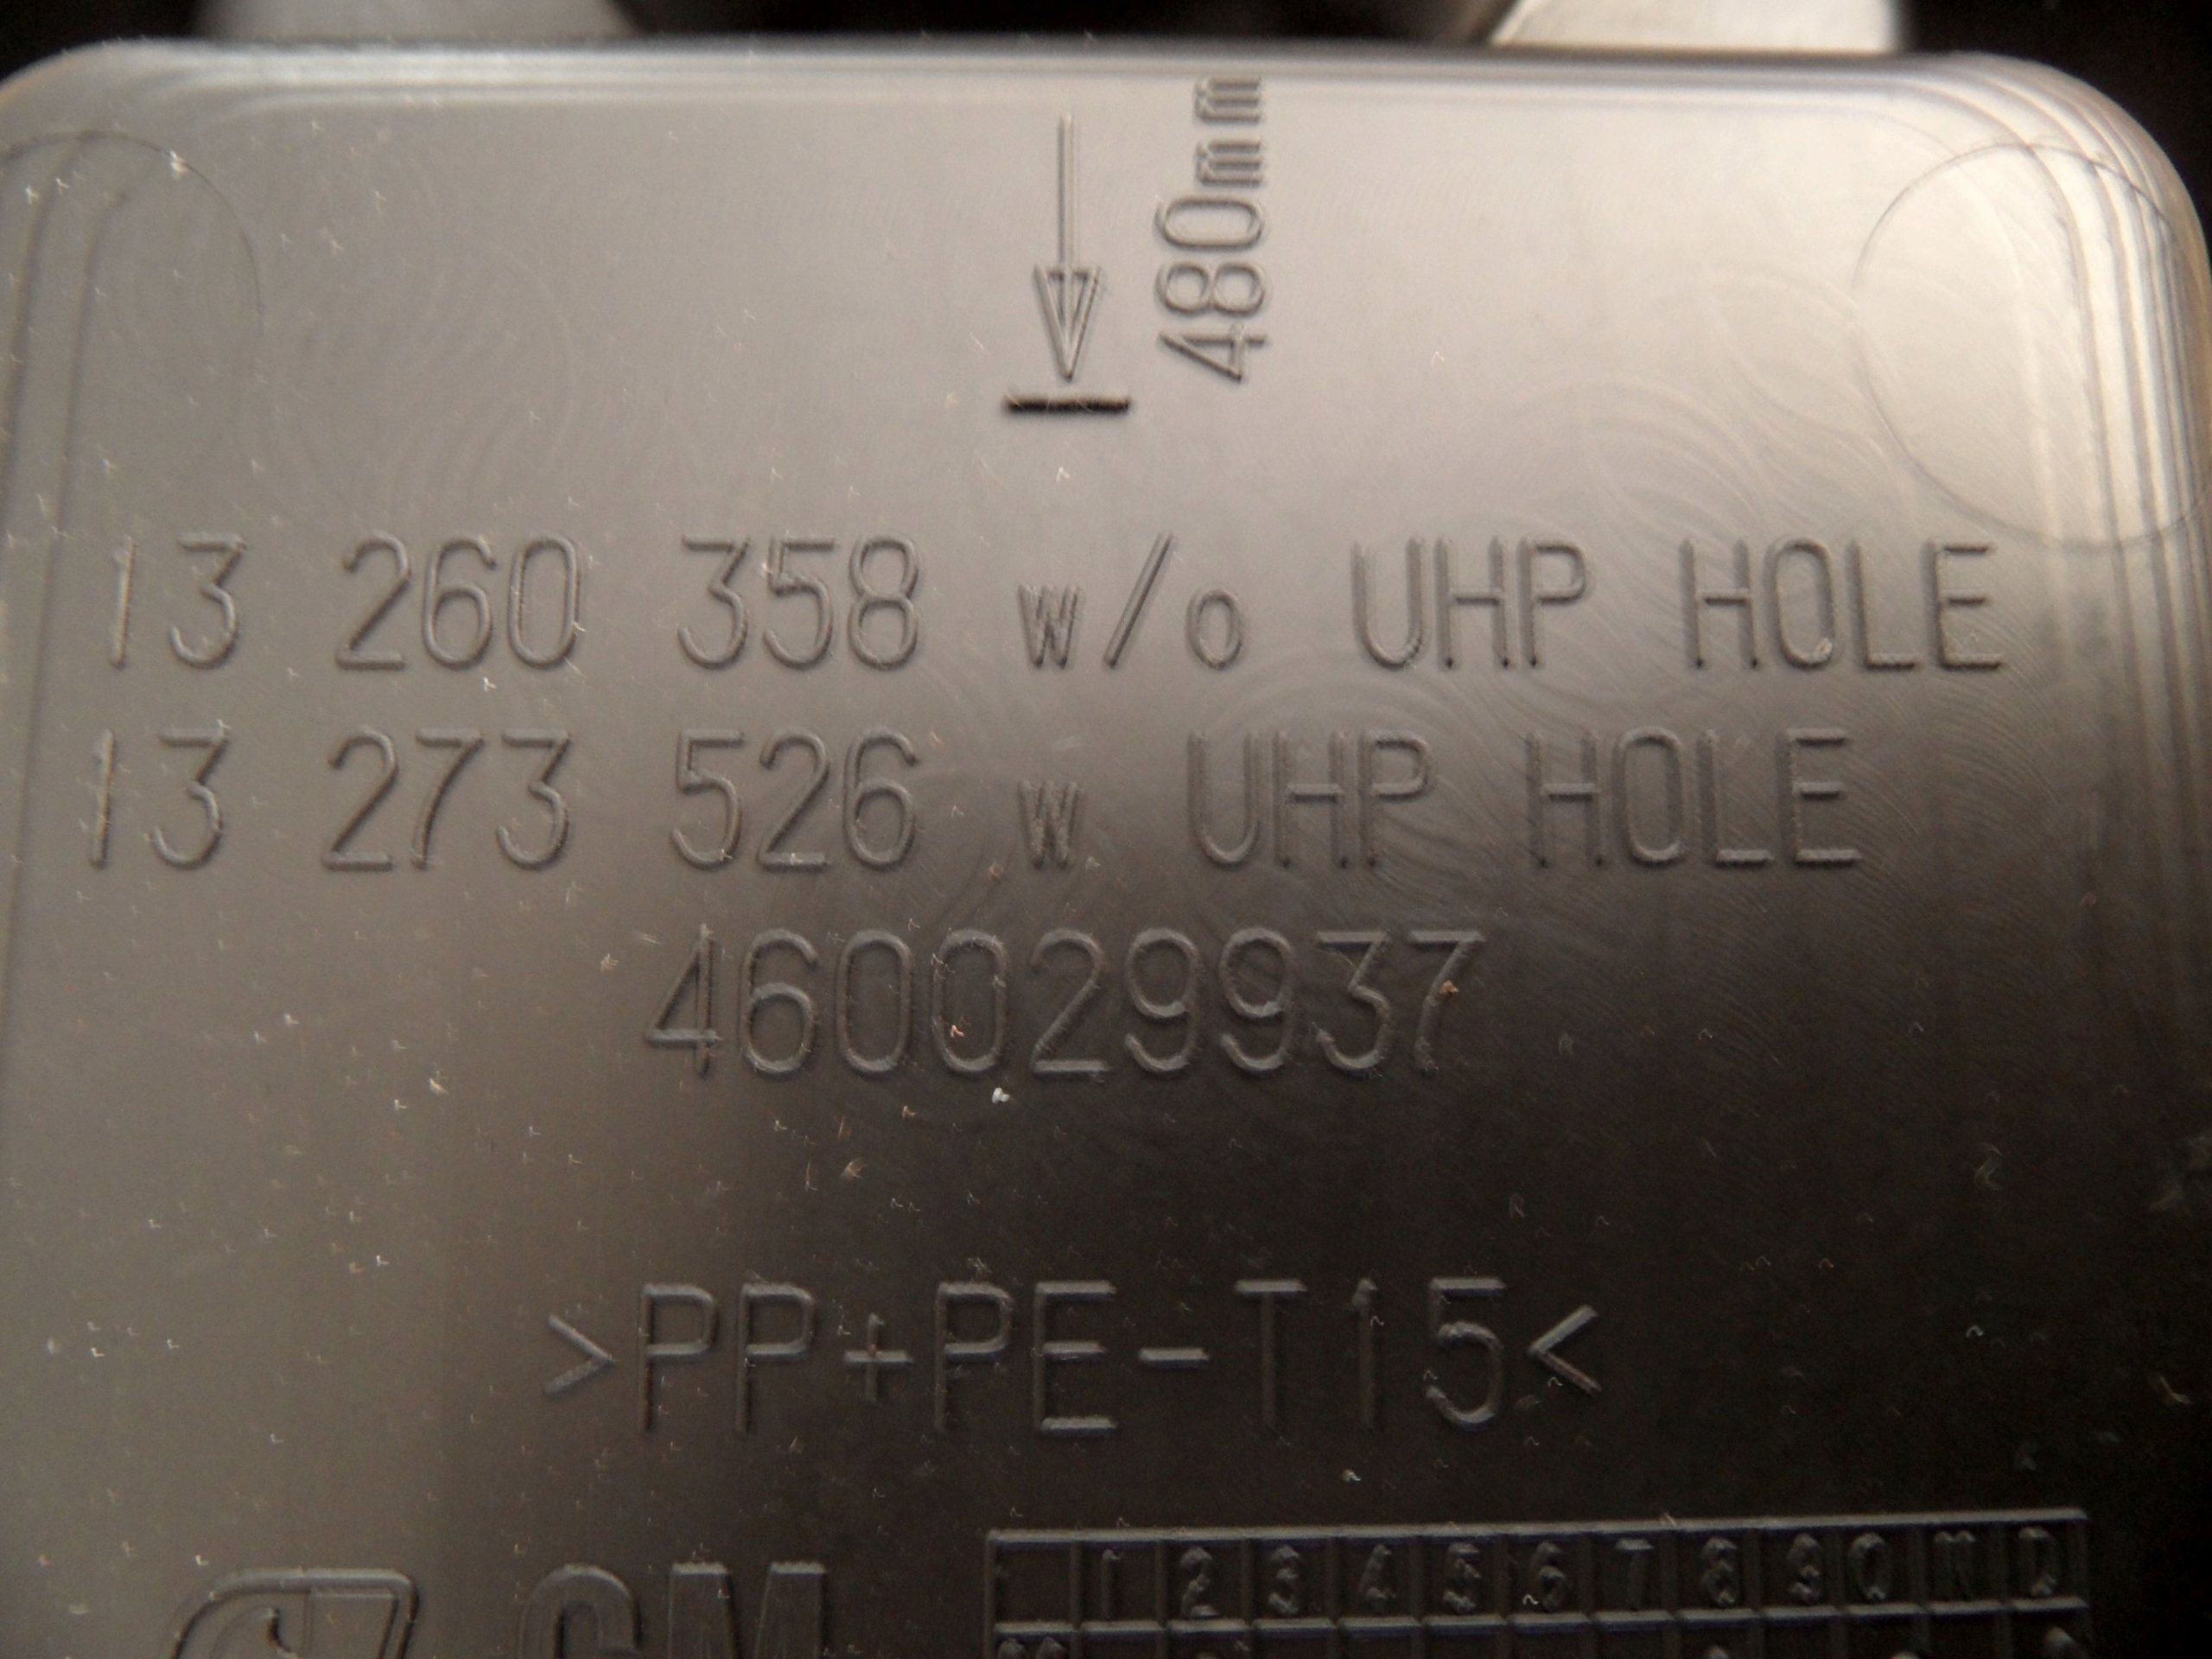 480mm
13 260 358 w/o UHP HOLE
13 273 526 w UHP HOLE
460029937
>PP+PE-T15<
GM
1 2 3 4 5 6 7 8 9 O N D